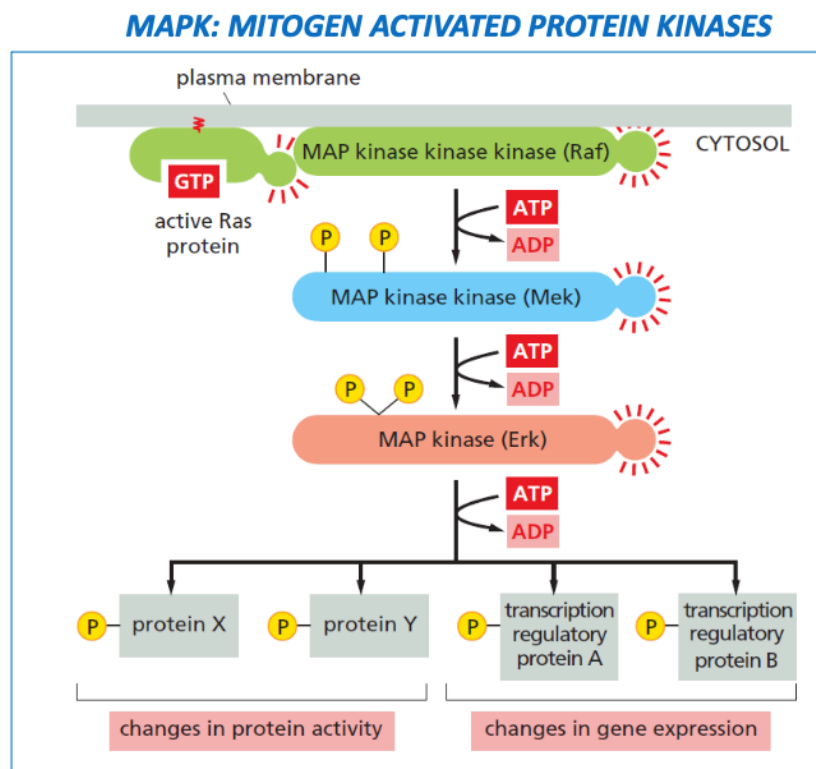 MAPK: MITOGEN ACTIVATED PROTEIN KINASES
plasma membrane
MAP kinase kinase kinase (Raf)
CYTOSOL
GTP
active Ras
protein
ATP
ADP
P
P
MAP kinase kinase (Mek)
ATP
ADP
P
P
MAP kinase (Erk)
ATP
ADP
P
protein X
P
protein Y
P
transcription
regulatory
protein A
P
transcription
regulatory
protein B
changes in protein activity
changes in gene expression